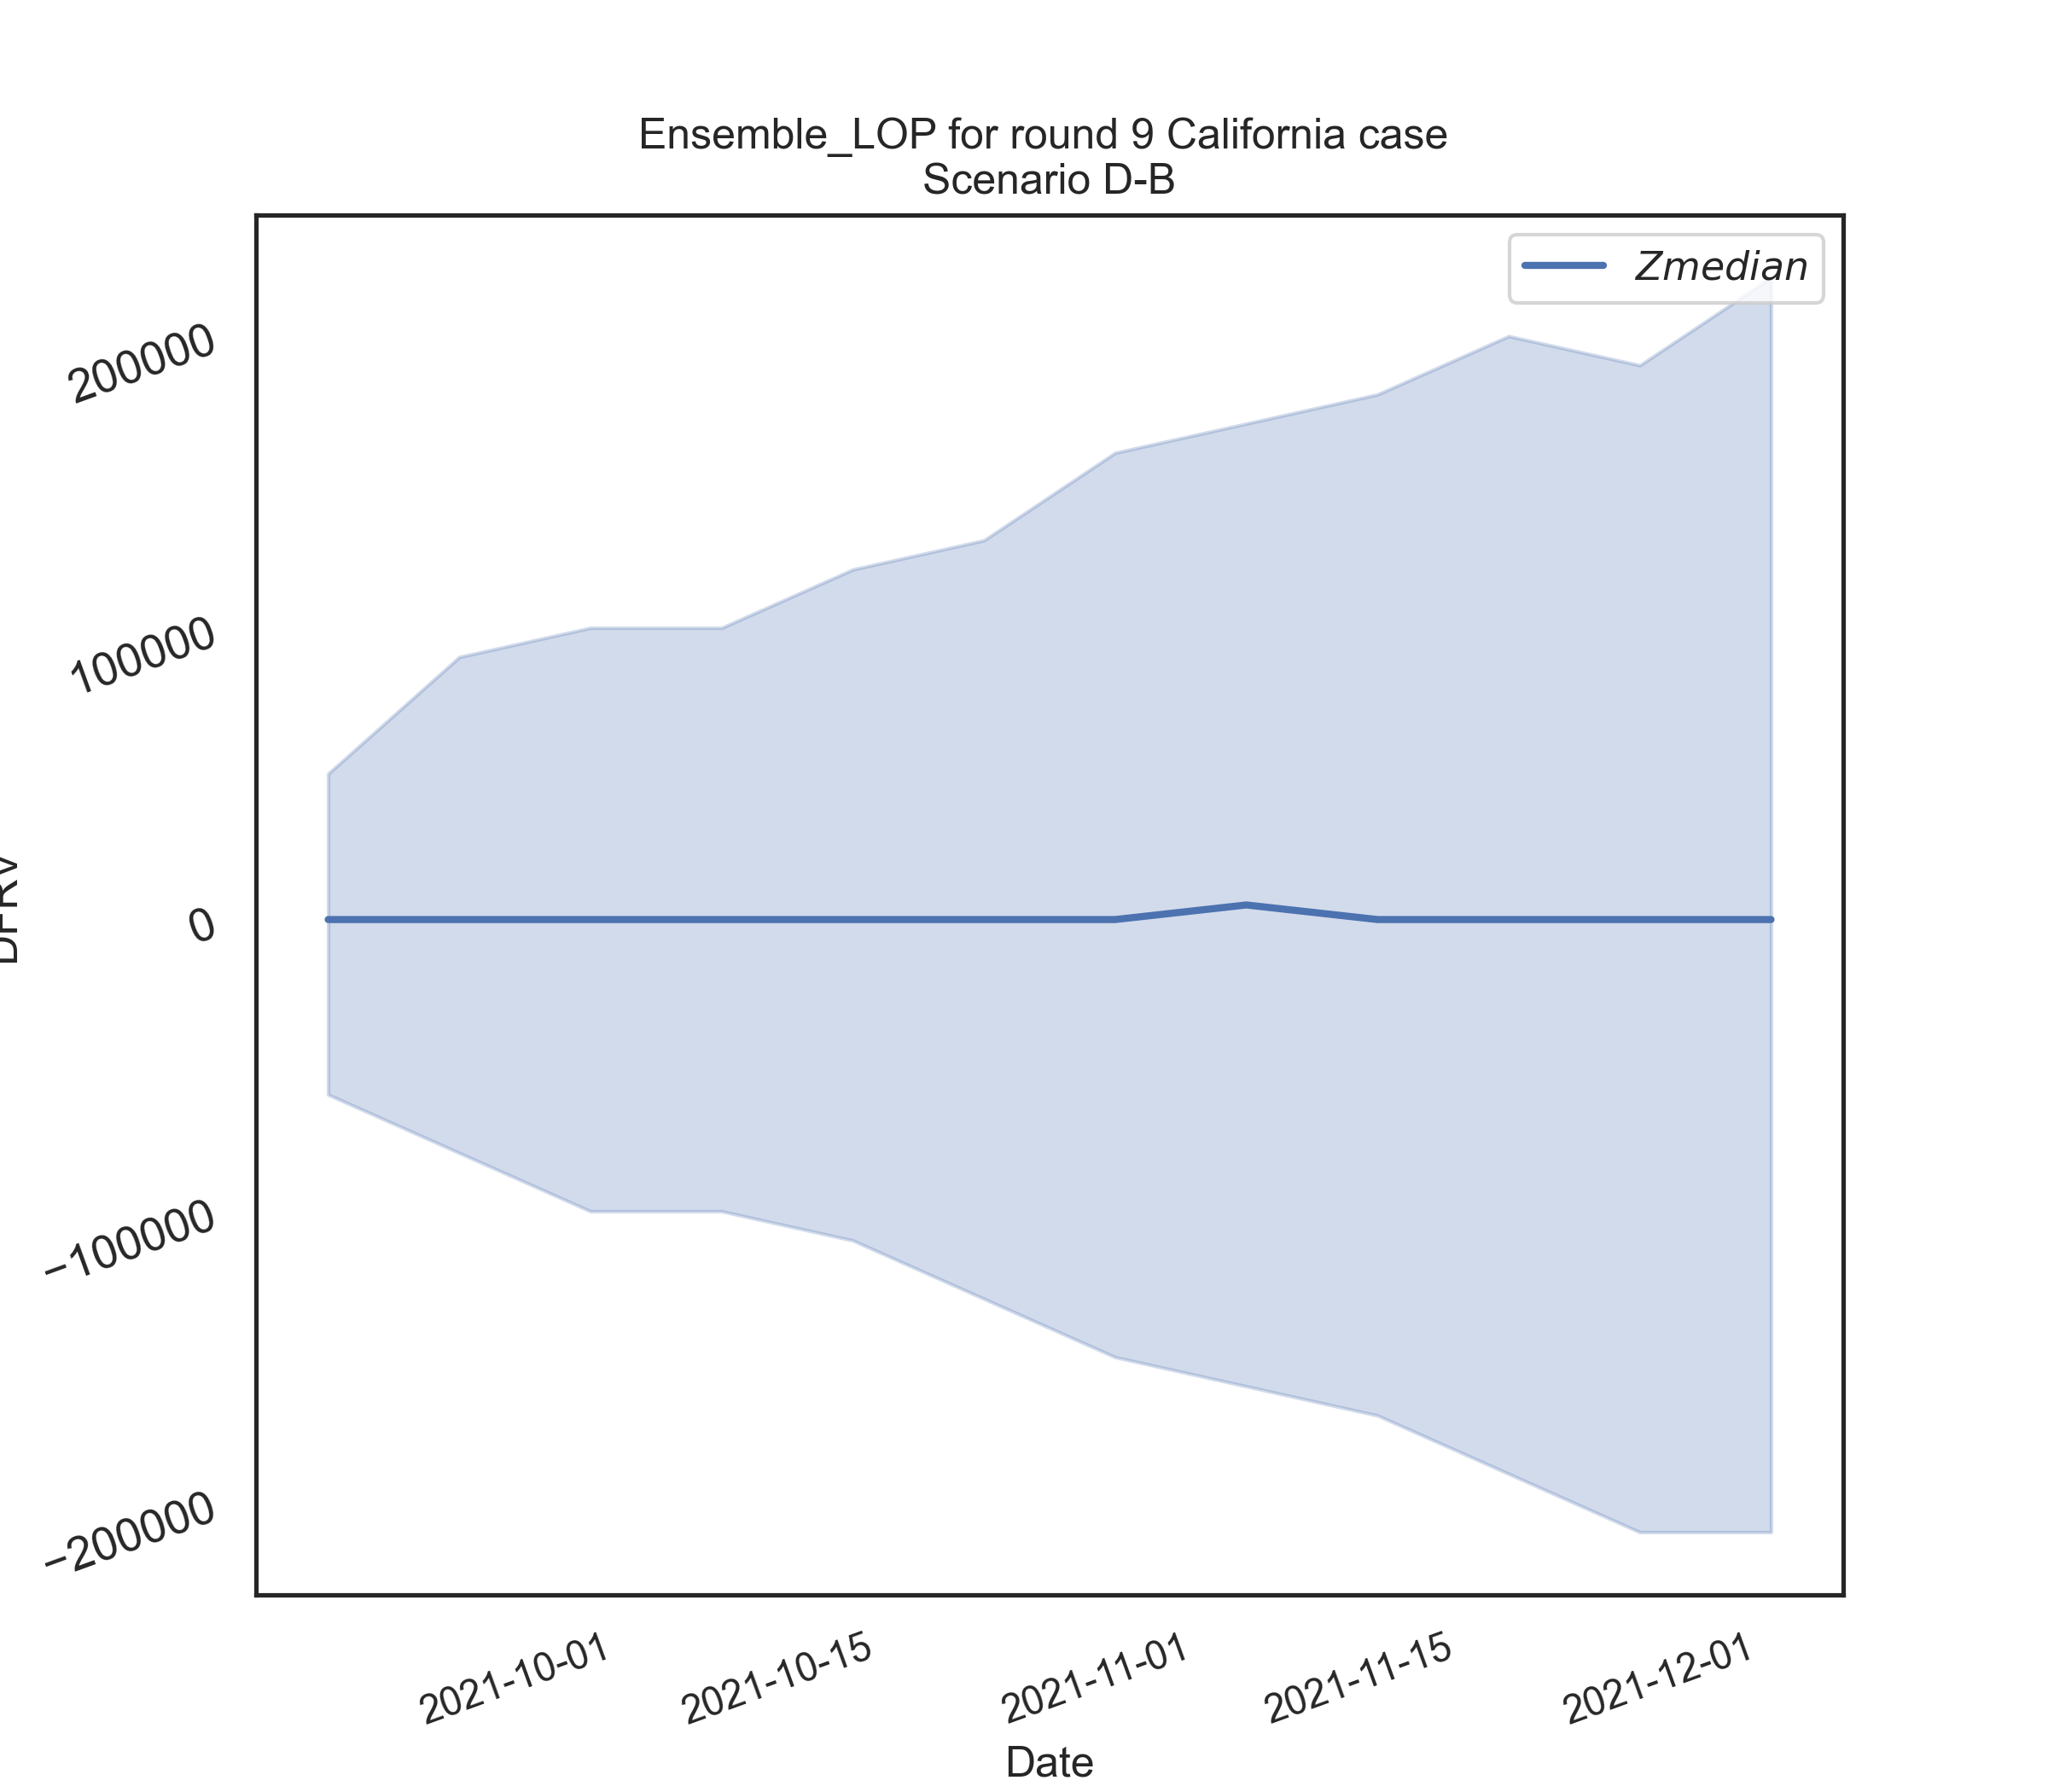 Ensemble_LOP for round 9 California case
Scenario D-B
Zmedian
200000
100000
0
−100000
−200000
2021-10-01
2021-10-15
2021-11-01
2021-11-15
2021-12-01
Date